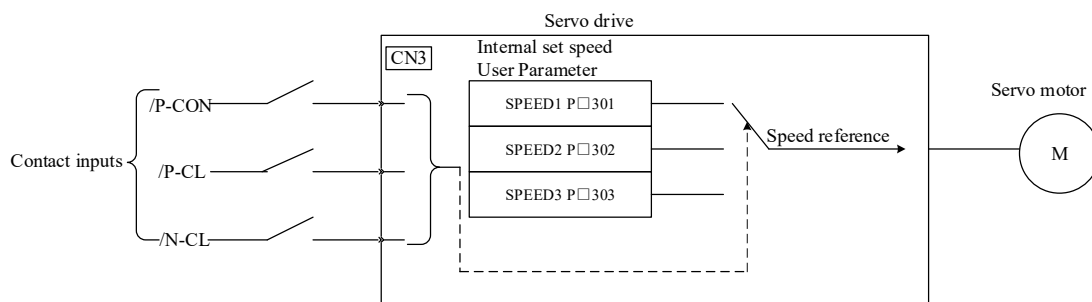 Servo drive
CN3
Internal set speed
User Parameter
/P-CON
SPEED1 P□301
Servo motor
Contact inputs
/P-CL
SPEED2 P□302
Speed reference
M
SPEED3 P□303
/N-CL